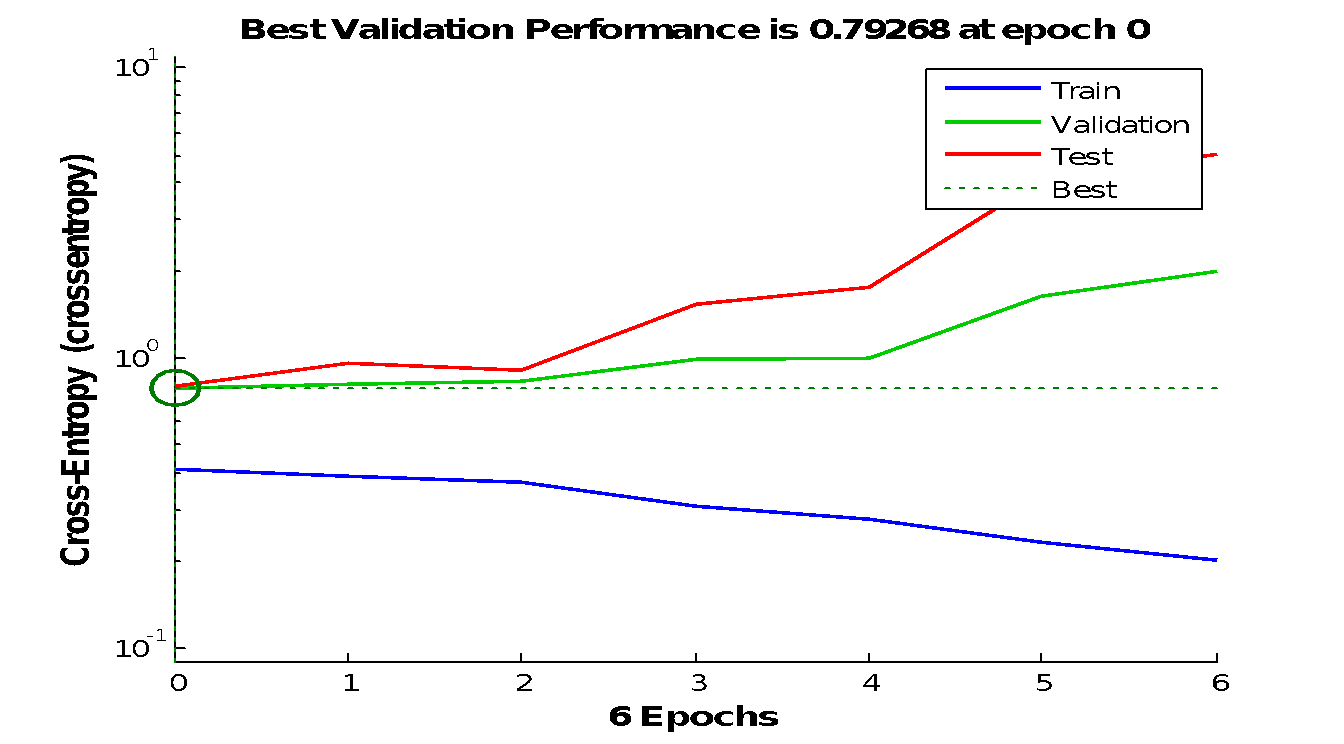 Best Validation Performance is 0.79268 at epoch 0
Cross-Entropy (crossentropy)
10^1
10^0
10^-1
Train
Validation
Test
Best
0 1 2 3 4 5 6
6 Epochs